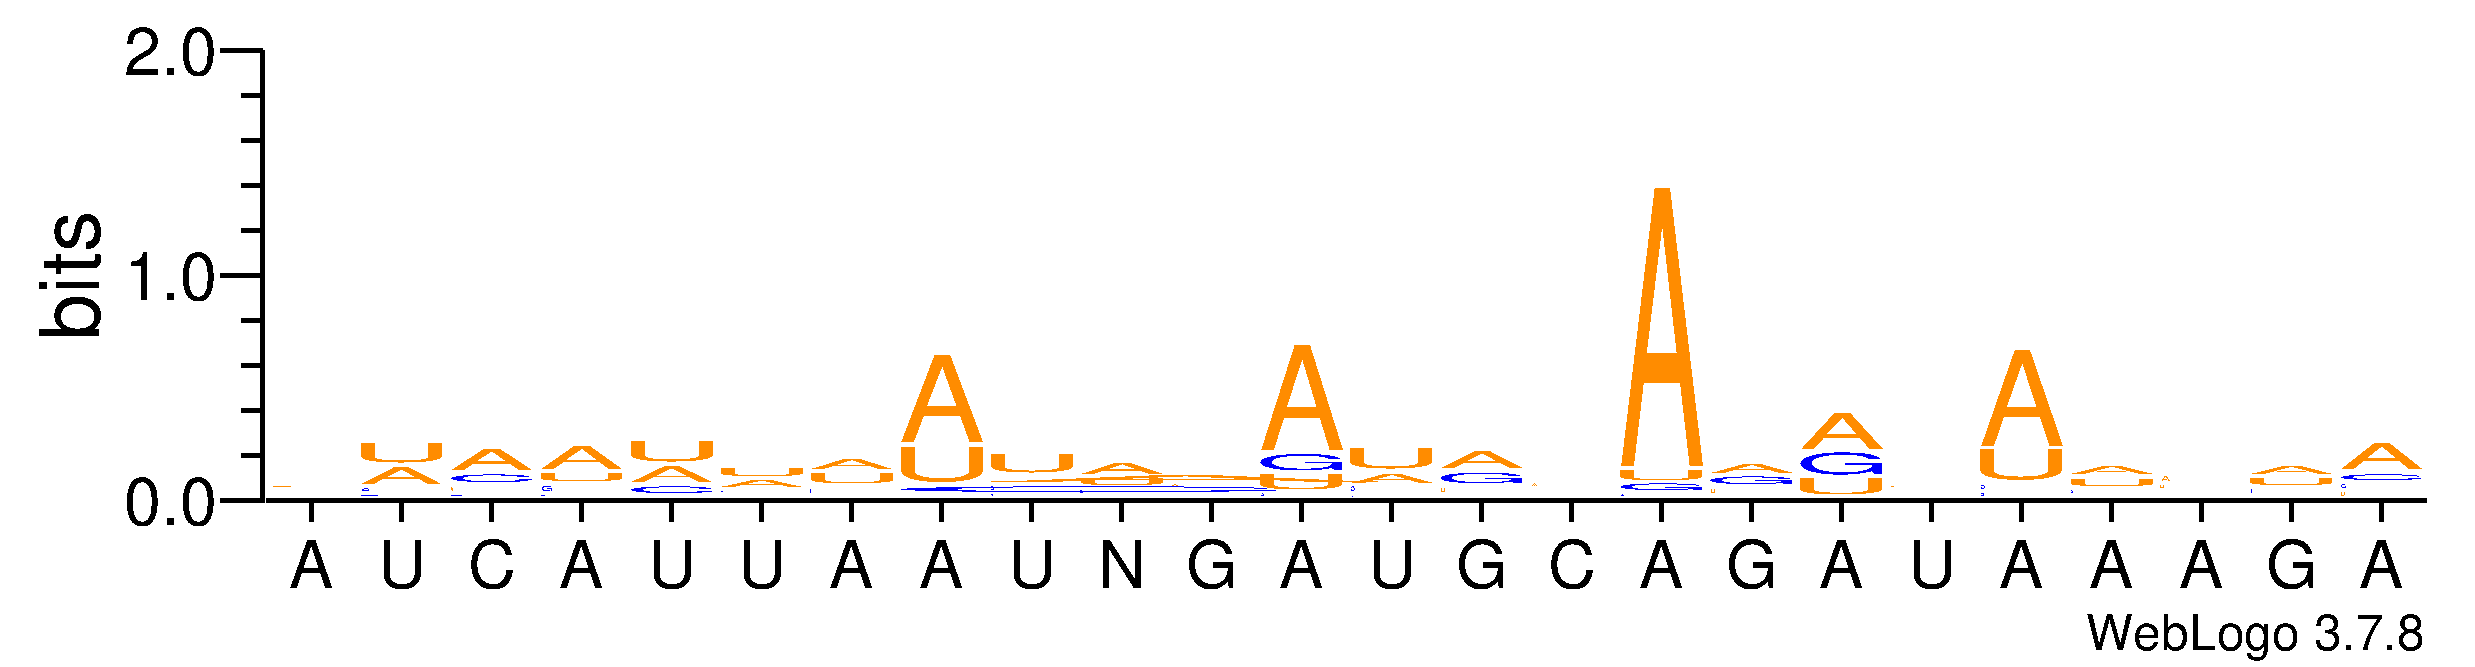 2.0
1.0
0.0
bits
A U C A U U A A U N G A U G C A G A U A A A G A
WebLogo 3.7.8